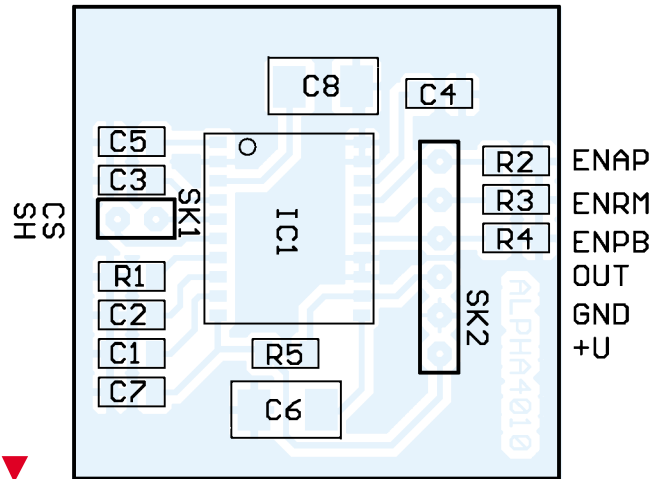 C8
C4
C5
C3
SK1
CS
SH
IC1
R2
ENAP
R3
ENRM
R4
ENPB
OUT
GND
+U
R1
C2
C1
C7
R5
C6
SK2
ALPHA4010